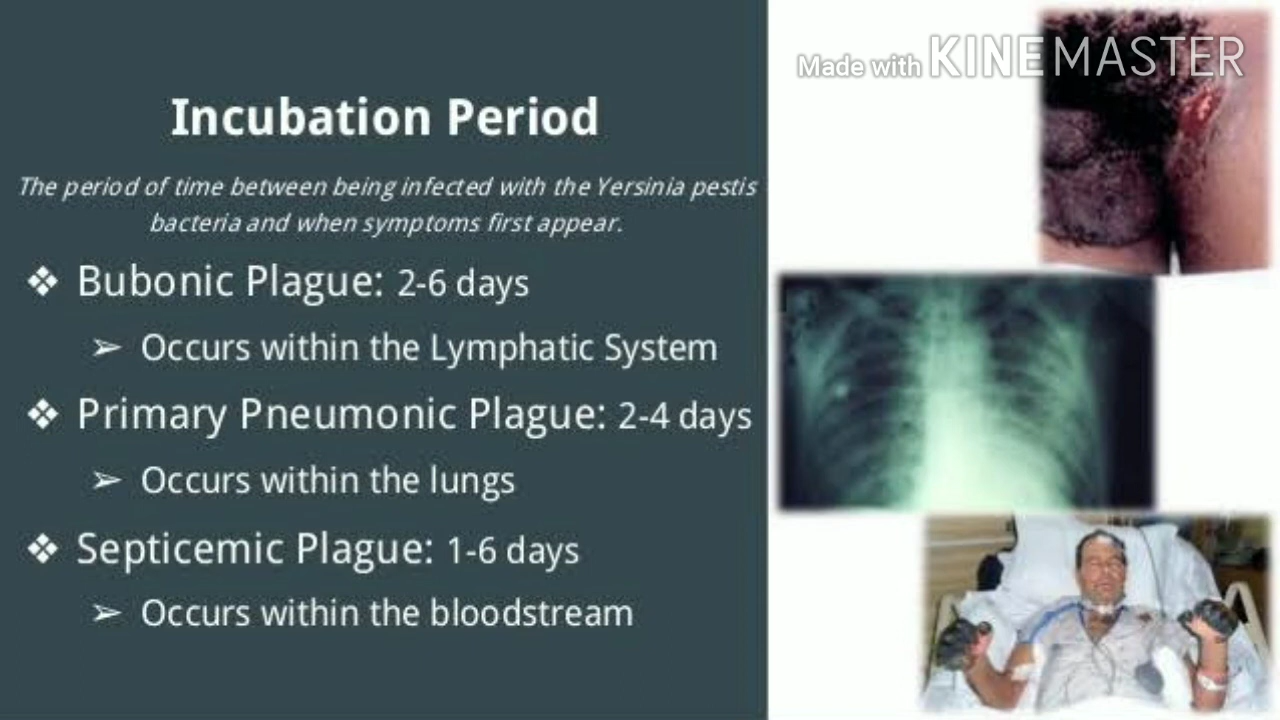 Made with KINEMASTER
Incubation Period
The period of time between being infected with the Yersinia pestis
bacteria and when symptoms first appear.
❖ Bubonic Plague: 2-6 days
➢ Occurs within the Lymphatic System
❖ Primary Pneumonic Plague: 2-4 days
➢ Occurs within the lungs
❖ Septicemic Plague: 1-6 days
➢ Occurs within the bloodstream